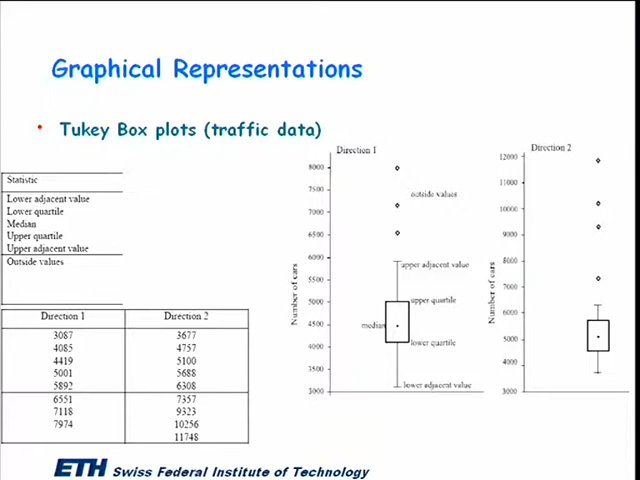 Graphical Representations
• Tukey Box plots (traffic data)
Statistic
Lower adjacent value
Lower quartile
Median
Upper quartile
Upper adjacent value
Outside values
Direction 1 Direction 2
3087 3677
4085 4757
4419 5100
5001 5688
5892 6308
6551 7357
7118 9323
7974 10256
11748
Direction 1
Number of cars
8000
7500
7000
6500
6000
5500
5000
4500
4000
3500
3000
outside values
upper adjacent value
upper quartile
median
lower quartile
lower adjacent value
Direction 2
Number of cars
12000
11000
10000
9000
8000
7000
6000
5000
4000
3000
ETH Swiss Federal Institute of Technology